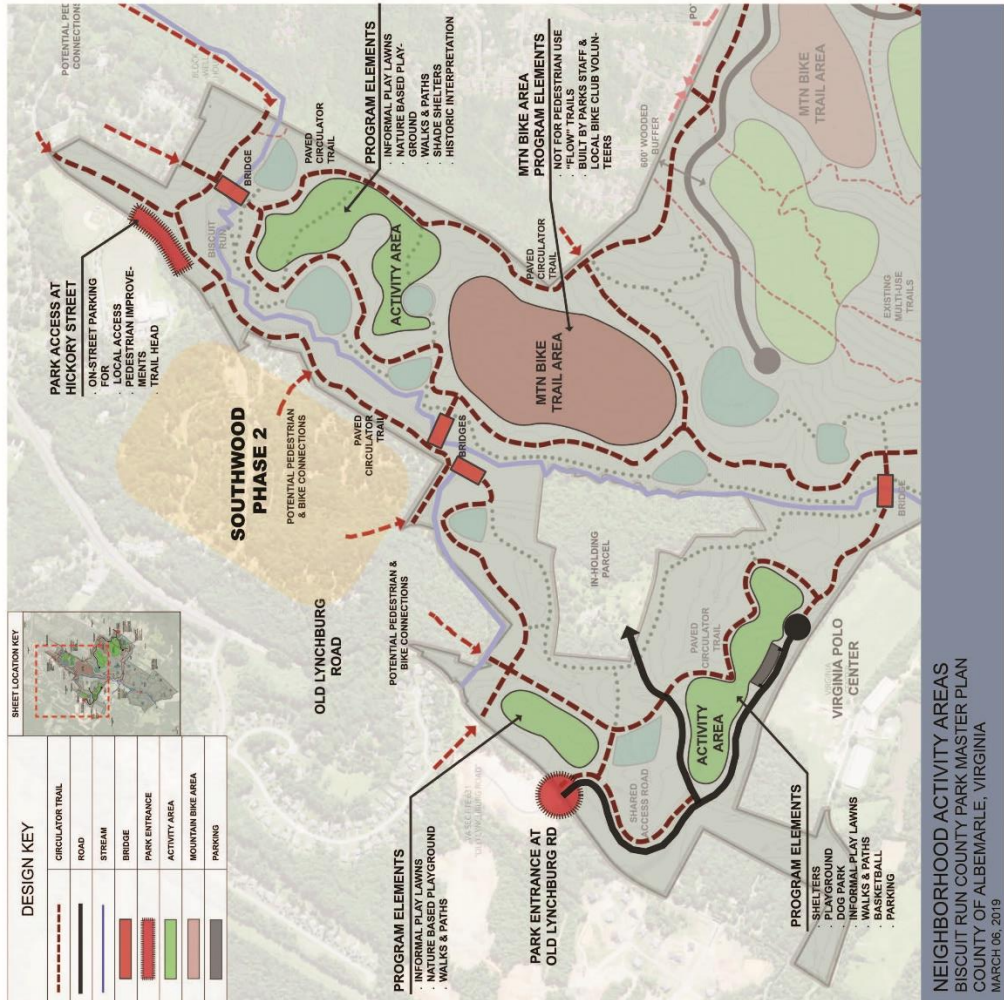 DESIGN KEY
CIRCULATOR TRAIL
ROAD
STREAM
BRIDGE
PARK ENTRANCE
ACTIVITY AREA
MOUNTAIN BIKE AREA
PARKING
SHEET LOCATION KEY
PARK ACCESS AT
HICKORY STREET
· ON-STREET PARKING
FOR
LOCAL ACCESS
· PEDESTRIAN IMPROVE-
MENTS
· TRAIL HEAD
POTENTIAL PED
CONNECTIONS
BRIDGE
BISCUIT
RUN
PAVED
CIRCULATOR
TRAIL
PROGRAM ELEMENTS
· INFORMAL PLAY LAWNS
· NATURE BASED PLAY-
GROUND
· WALKS & PATHS
· SHADE SHELTERS
· HISTORIC INTERPRETATION
ACTIVITY AREA
SOUTHWOOD
PHASE 2
POTENTIAL PEDESTRIAN
& BIKE CONNECTIONS
PAVED
CIRCULATOR
TRAIL
BRIDGES
MTN BIKE
TRAIL AREA
PAVED
CIRCULATOR
TRAIL
MTN BIKE AREA
PROGRAM ELEMENTS
· NOT FOR PEDESTRIAN USE
· "FLOW" TRAILS
· BUILT BY PARKS STAFF &
LOCAL BIKE CLUB VOLUN-
TEERS
600' WOODED
BUFFER
MTN BIKE
TRAIL AREA
EXISTING
MULTI-USE
TRAILS
OLD LYNCHBURG
ROAD
POTENTIAL PEDESTRIAN &
BIKE CONNECTIONS
IN-HOLDING
PARCEL
BRIDGE
PROGRAM ELEMENTS
· INFORMAL PLAY LAWNS
· NATURE BASED PLAYGROUND
· WALKS & PATHS
PARK ENTRANCE AT
OLD LYNCHBURG RD
SHARED
ACCESS ROAD
PAVED
CIRCULATOR
TRAIL
ACTIVITY
AREA
VIRGINIA POLO
CENTER
PROGRAM ELEMENTS
· SHELTERS
· PLAYGROUND
· DOG PARK
· INFORMAL PLAY LAWNS
· WALKS & PATHS
· BASKETBALL
· PARKING
NEIGHBORHOOD ACTIVITY AREAS
BISCUIT RUN COUNTY PARK MASTER PLAN
COUNTY OF ALBEMARLE, VIRGINIA
MARCH 06, 2019